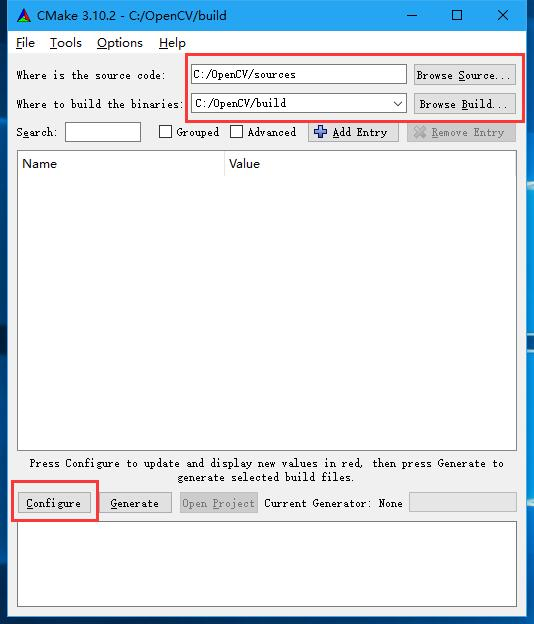 CMake 3.10.2 - C:/OpenCV/build
File Tools Options Help
Where is the source code: C:/OpenCV/sources Browse Source...
Where to build the binaries: C:/OpenCV/build Browse Build...
Search: Grouped Advanced Add Entry Remove Entry
Name Value
Press Configure to update and display new values in red, then press Generate to
generate selected build files.
Configure Generate Open Project Current Generator: None